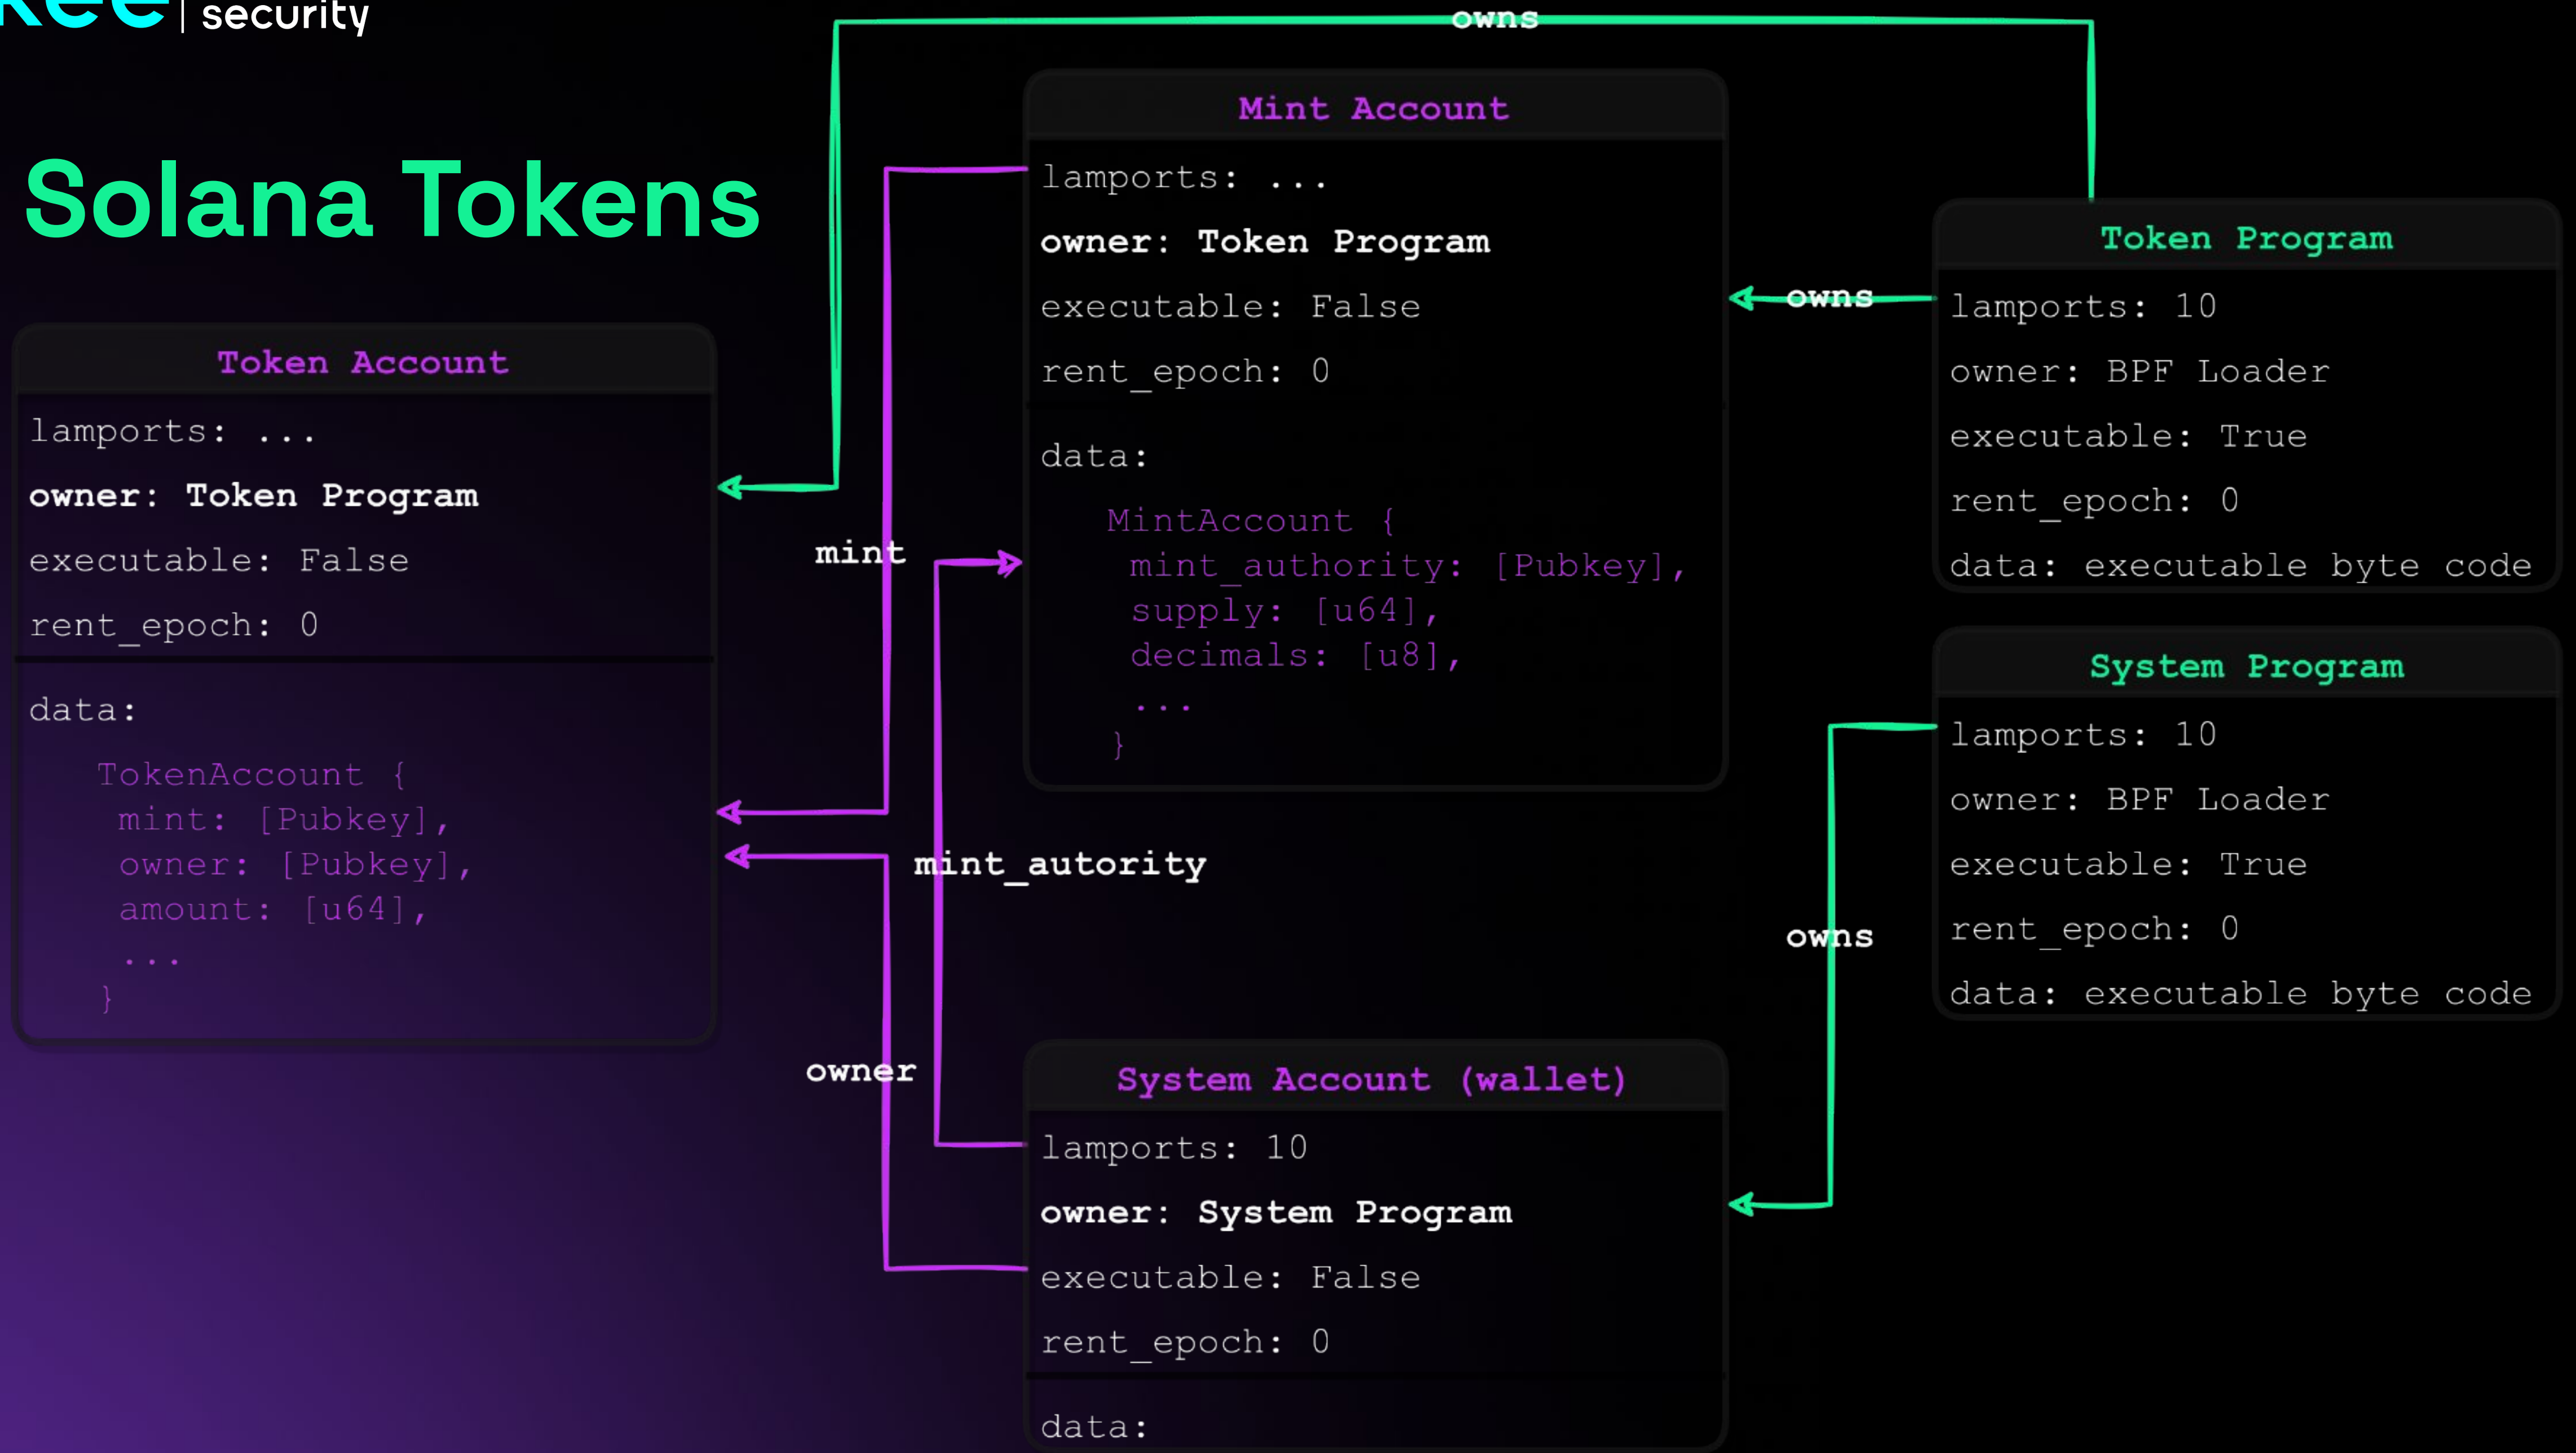 kee | security
Solana Tokens
owns
Mint Account
lamports: ...
owner: Token Program
executable: False
rent_epoch: 0
data:
MintAccount {
mint_authority: [Pubkey],
supply: [u64],
decimals: [u8],
...
}
owns
Token Program
lamports: 10
owner: BPF Loader
executable: True
rent_epoch: 0
data: executable byte code
Token Account
lamports: ...
owner: Token Program
executable: False
rent_epoch: 0
data:
TokenAccount {
mint: [Pubkey],
owner: [Pubkey],
amount: [u64],
...
}
mint
mint_autority
owner
System Program
lamports: 10
owner: BPF Loader
executable: True
rent_epoch: 0
data: executable byte code
owns
System Account (wallet)
lamports: 10
owner: System Program
executable: False
rent_epoch: 0
data: